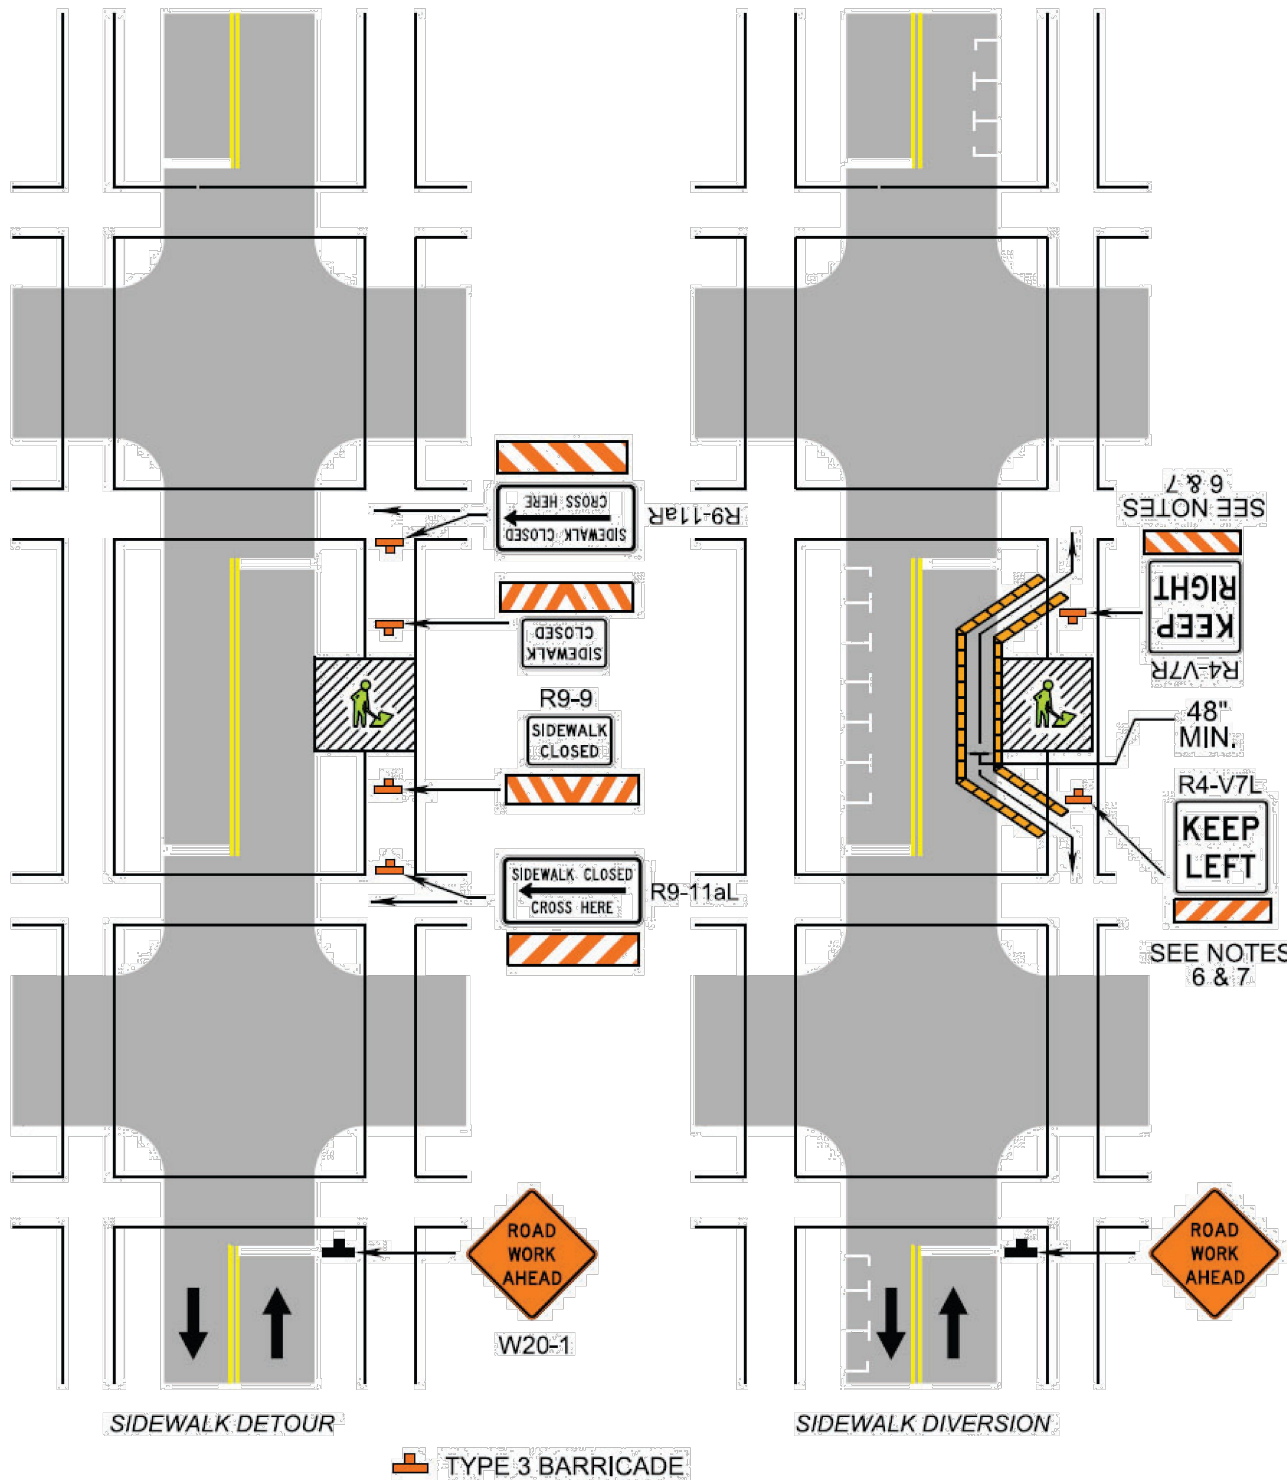 CROSS HERE
SIDEWALK CLOSED
R9-11aR
SIDEWALK
CLOSED
R9-9
SIDEWALK
CLOSED
SIDEWALK CLOSED
CROSS HERE
R9-11aL
ROAD
WORK
AHEAD
W20-1
SIDEWALK DETOUR
SEE NOTES
6 & 7
KEEP
RIGHT
R4-V7R
48"
MIN.
R4-V7L
KEEP
LEFT
SEE NOTES
6 & 7
ROAD
WORK
AHEAD
SIDEWALK DIVERSION
TYPE 3 BARRICADE